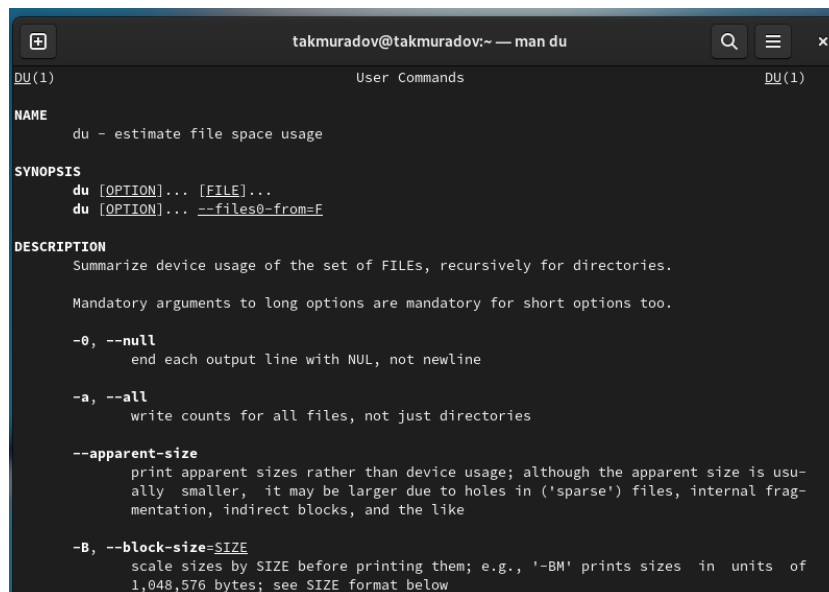 takmuradov@takmuradov:~ — man du
DU(1) User Commands DU(1)
NAME
du - estimate file space usage
SYNOPSIS
du [OPTION]... [FILE]...
du [OPTION]... --files0-from=F
DESCRIPTION
Summarize device usage of the set of FILEs, recursively for directories.
Mandatory arguments to long options are mandatory for short options too.
-0, --null
end each output line with NUL, not newline
-a, --all
write counts for all files, not just directories
--apparent-size
print apparent sizes rather than device usage; although the apparent size is usu-
ally smaller, it may be larger due to holes in ('sparse') files, internal frag-
mentation, indirect blocks, and the like
-B, --block-size=SIZE
scale sizes by SIZE before printing them; e.g., '-BM' prints sizes in units of
1,048,576 bytes; see SIZE format below